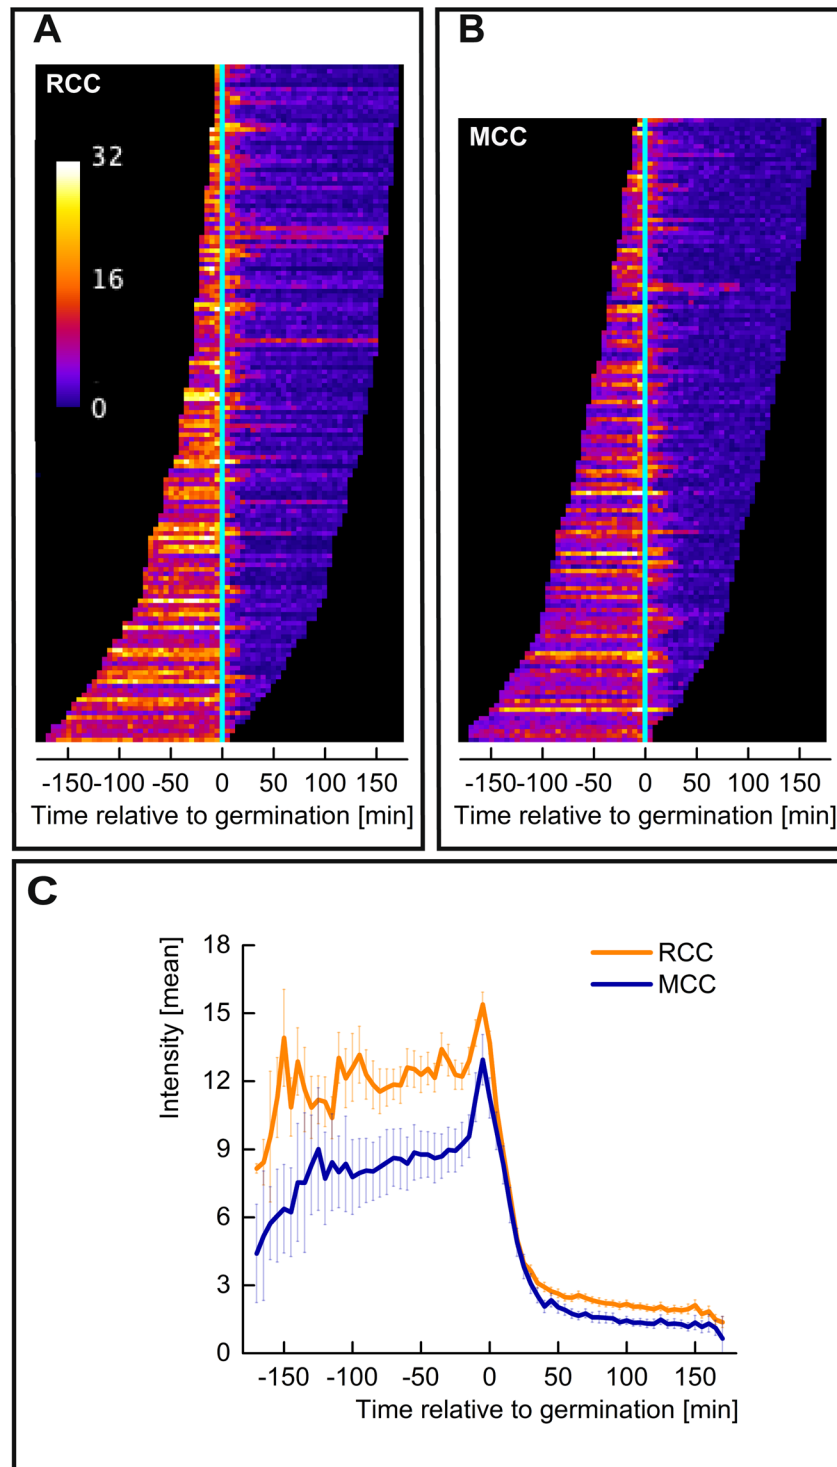 A
RCC
32
16
0
-150 -100 -50 0 50 100 150
Time relative to germination [min]
B
MCC
-150 -100 -50 0 50 100 150
Time relative to germination [min]
C
Intensity [mean]
18
15
12
9
6
3
0
RCC
MCC
-150 -100 -50 0 50 100 150
Time relative to germination [min]